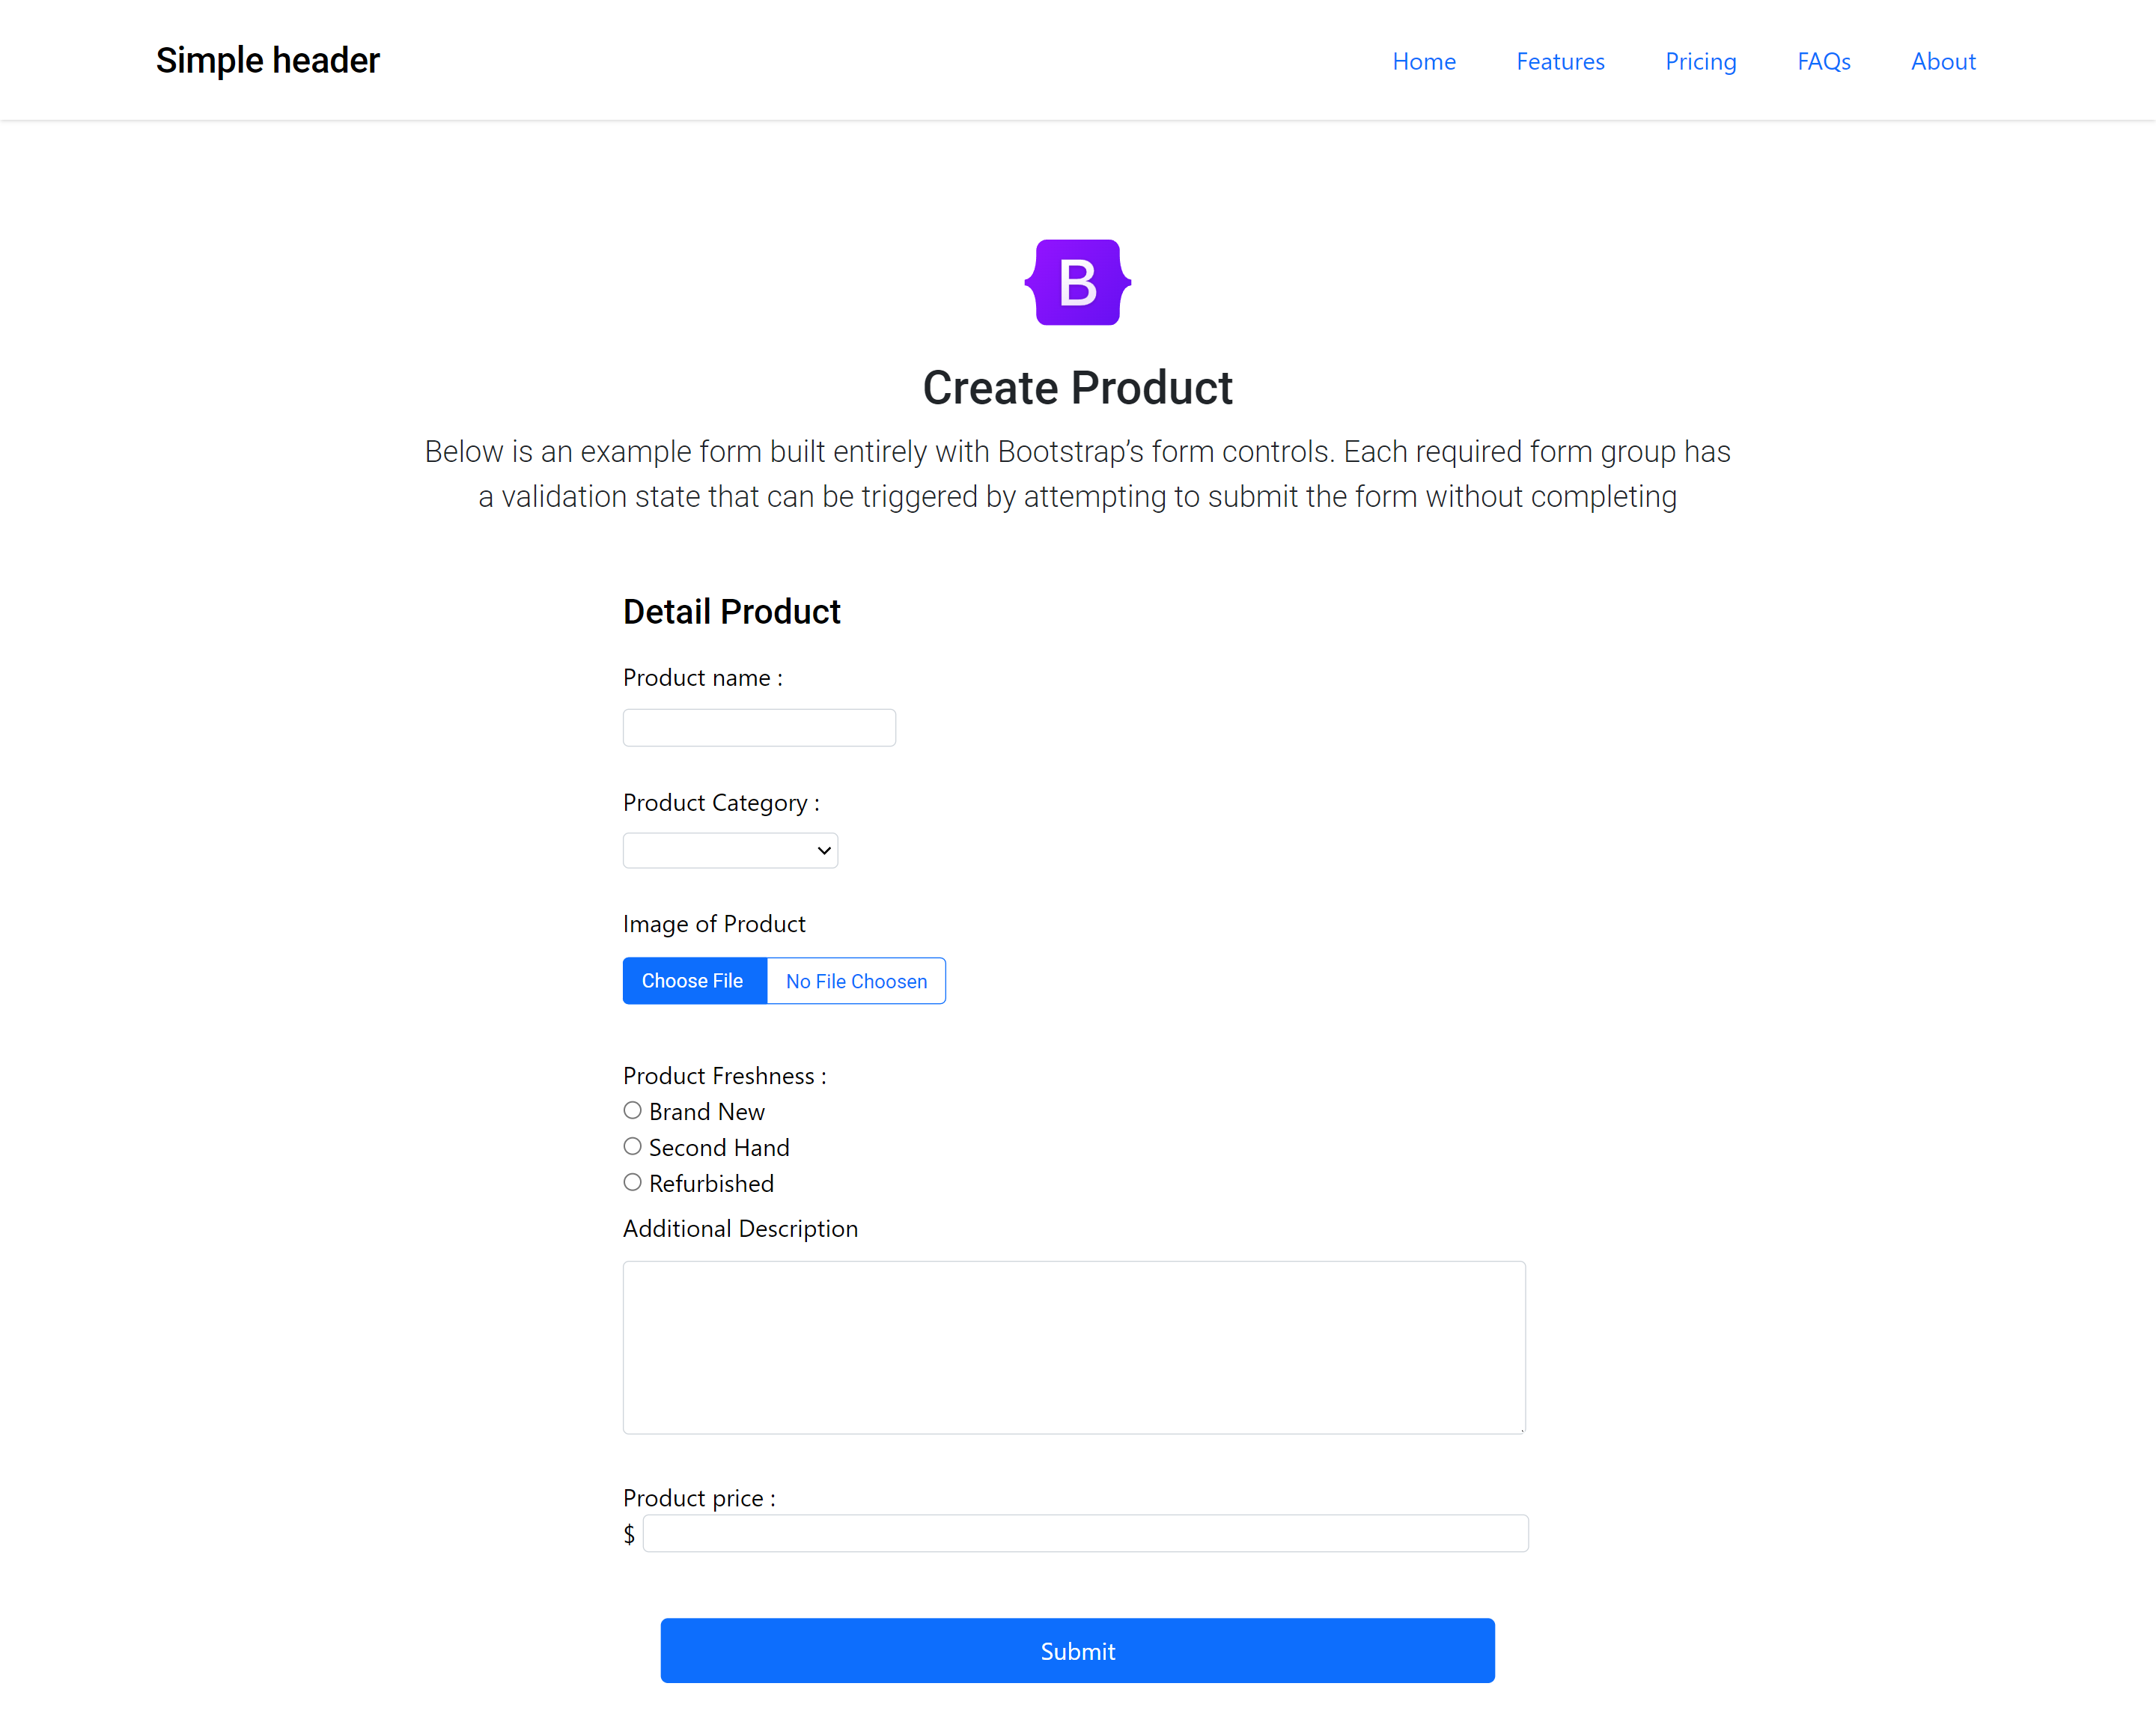 Simple header
Home Features Pricing FAQs About
B
Create Product
Below is an example form built entirely with Bootstrap’s form controls. Each required form group has
a validation state that can be triggered by attempting to submit the form without completing
Detail Product
Product name :
Product Category :
Image of Product
Choose File No File Choosen
Product Freshness :
Brand New
Second Hand
Refurbished
Additional Description
Product price :
$
Submit